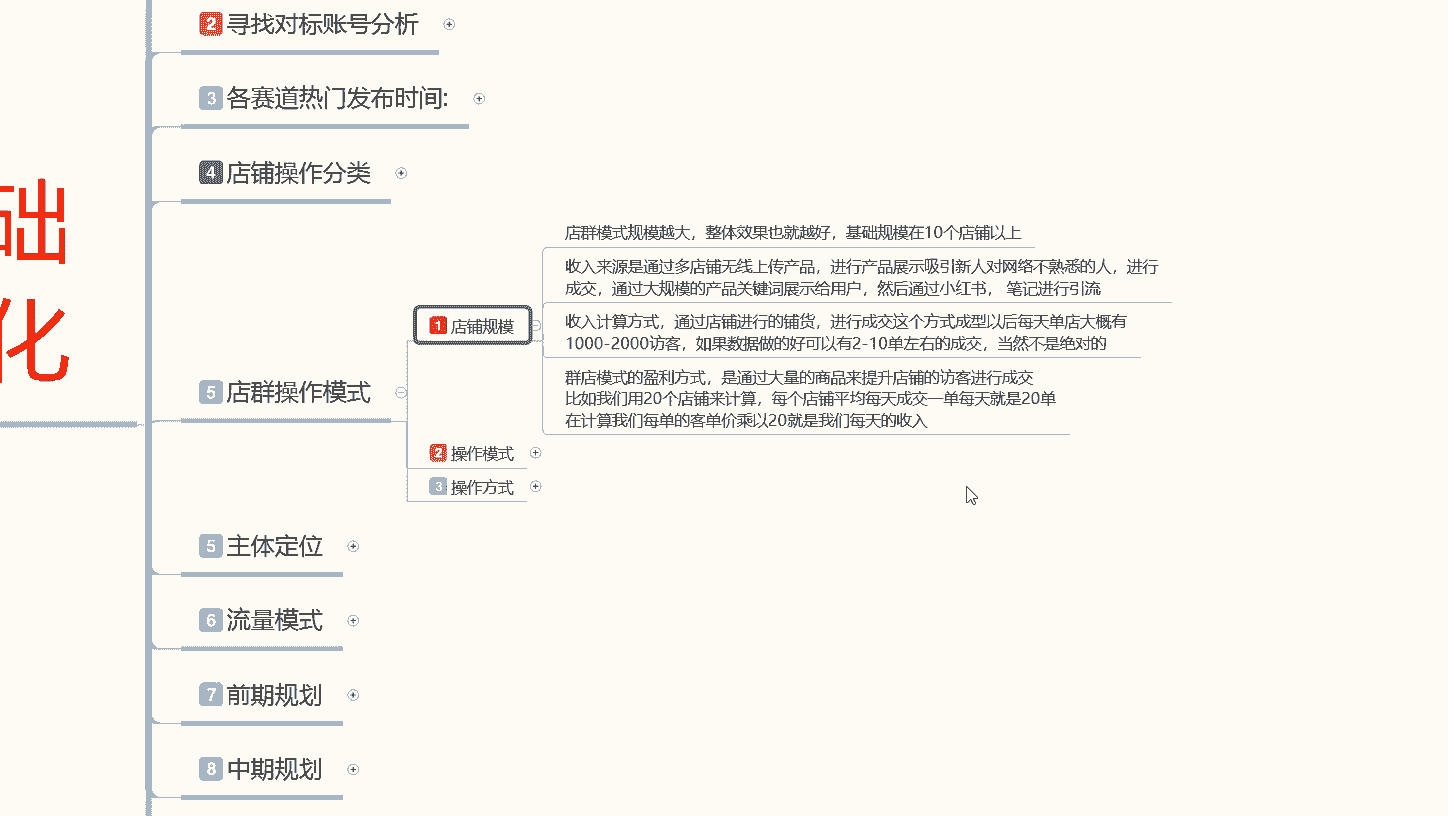 2 寻找对标账号分析
3 各赛道热门发布时间:
4 店铺操作分类
础
化
5 店群操作模式
1 店铺规模
店群模式规模越大，整体效果也就越好，基础规模在10个店铺以上
收入来源是通过多店铺无线上传产品，进行产品展示吸引新人对网络不熟悉的人，进行
成交，通过大规模的产品关键词展示给用户，然后通过小红书， 笔记进行引流
收入计算方式，通过店铺进行的铺货，进行成交这个方式成型以后每天单店大概有
1000-2000访客，如果数据做的好可以有2-10单左右的成交，当然不是绝对的
群店模式的盈利方式，是通过大量的商品来提升店铺的访客进行成交
比如我们用20个店铺来计算，每个店铺平均每天成交一单每天就是20单
在计算我们每单的客单价乘以20就是我们每天的收入
2 操作模式
3 操作方式
5 主体定位
6 流量模式
7 前期规划
8 中期规划